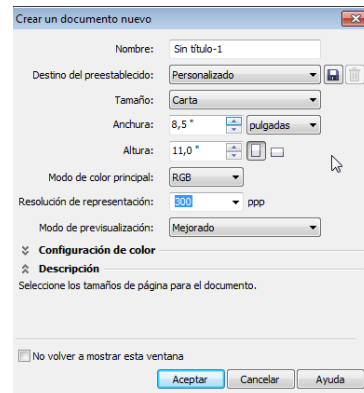 Crear un documento nuevo
Nombre: Sin título-1
Destino del preestablecido: Personalizado
Tamaño: Carta
Anchura: 8,5 " pulgadas
Altura: 11,0 "
Modo de color principal: RGB
Resolución de representación: 300 ppp
Modo de previsualización: Mejorado
Configuración de color
Descripción
Seleccione los tamaños de página para el documento.
No volver a mostrar esta ventana
Aceptar Cancelar Ayuda